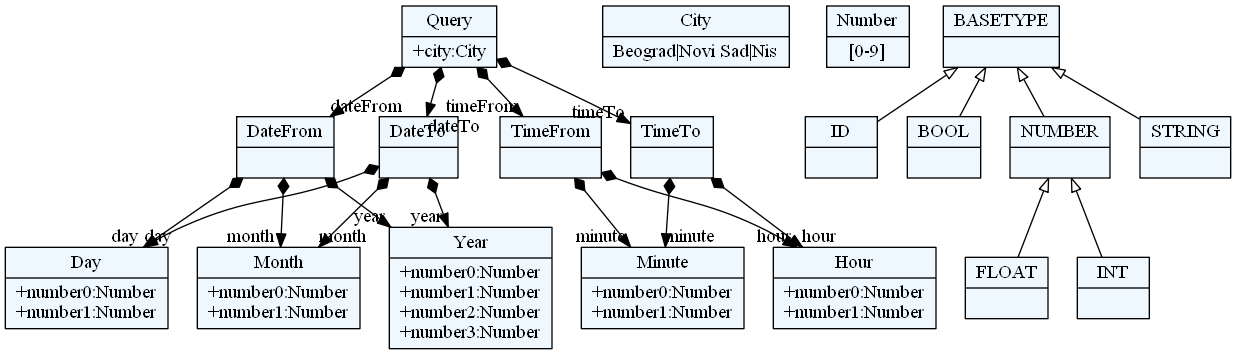 Query
+city:City
City
Beograd|Novi Sad|Nis
Number
[0-9]
BASETYPE
dateFrom
dateTo
timeFrom
timeTo
DateFrom
DateTo
TimeFrom
TimeTo
ID
BOOL
NUMBER
STRING
day
day
month
month
year
year
minute
minute
hour
hour
Day
+number0:Number
+number1:Number
Month
+number0:Number
+number1:Number
Year
+number0:Number
+number1:Number
+number2:Number
+number3:Number
Minute
+number0:Number
+number1:Number
Hour
+number0:Number
+number1:Number
FLOAT
INT